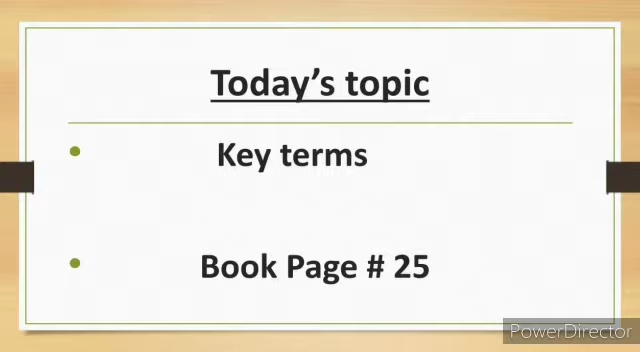 Today’s topic
• Key terms
• Book Page # 25
PowerDirector